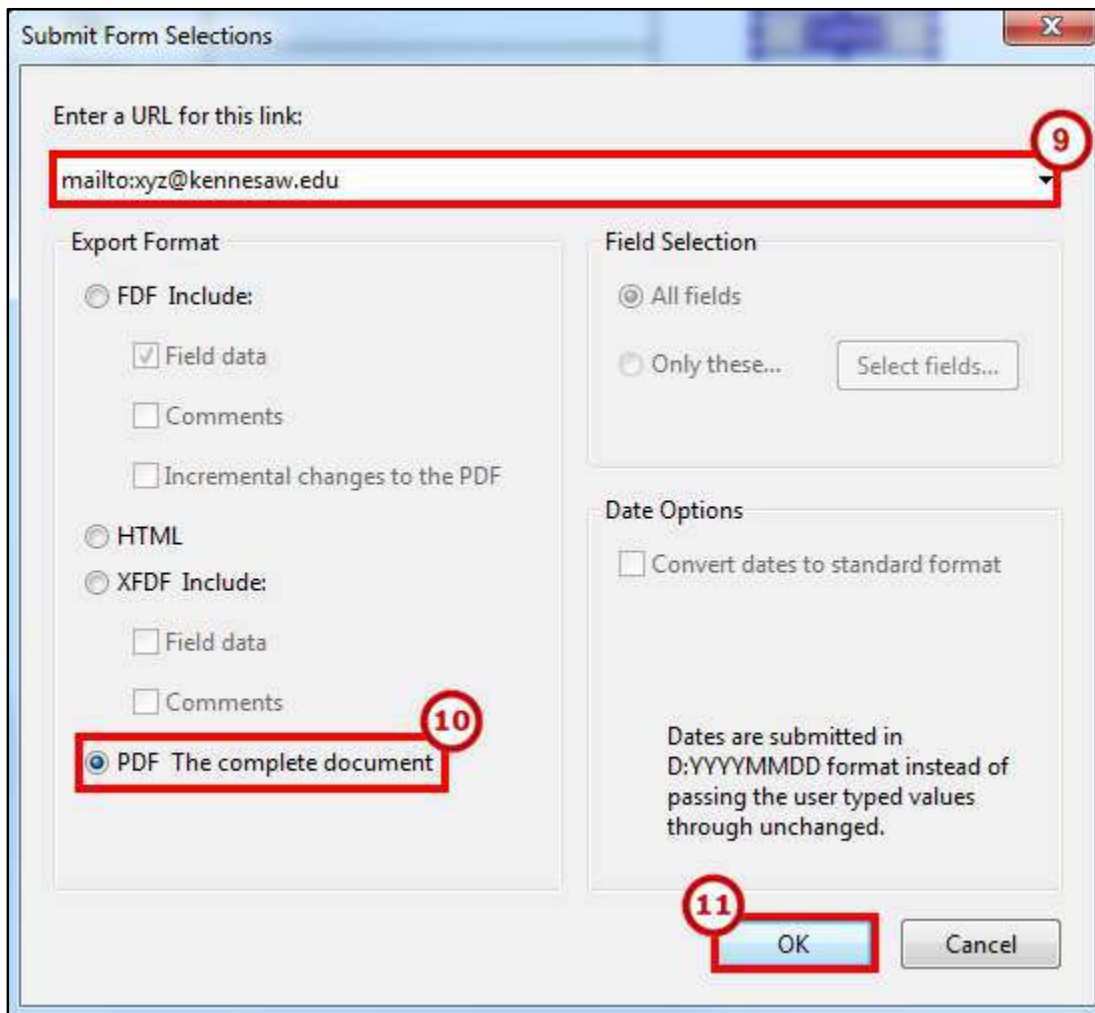 Submit Form Selections
X
Enter a URL for this link:
9
mailto:xyz@kennesaw.edu
Export Format
FDF Include:
Field data
Comments
Incremental changes to the PDF
HTML
XFDF Include:
Field data
Comments
10
PDF The complete document
Field Selection
All fields
Only these...
Select fields...
Date Options
Convert dates to standard format
Dates are submitted in
D:YYYYMMDD format instead of
passing the user typed values
through unchanged.
11
OK
Cancel